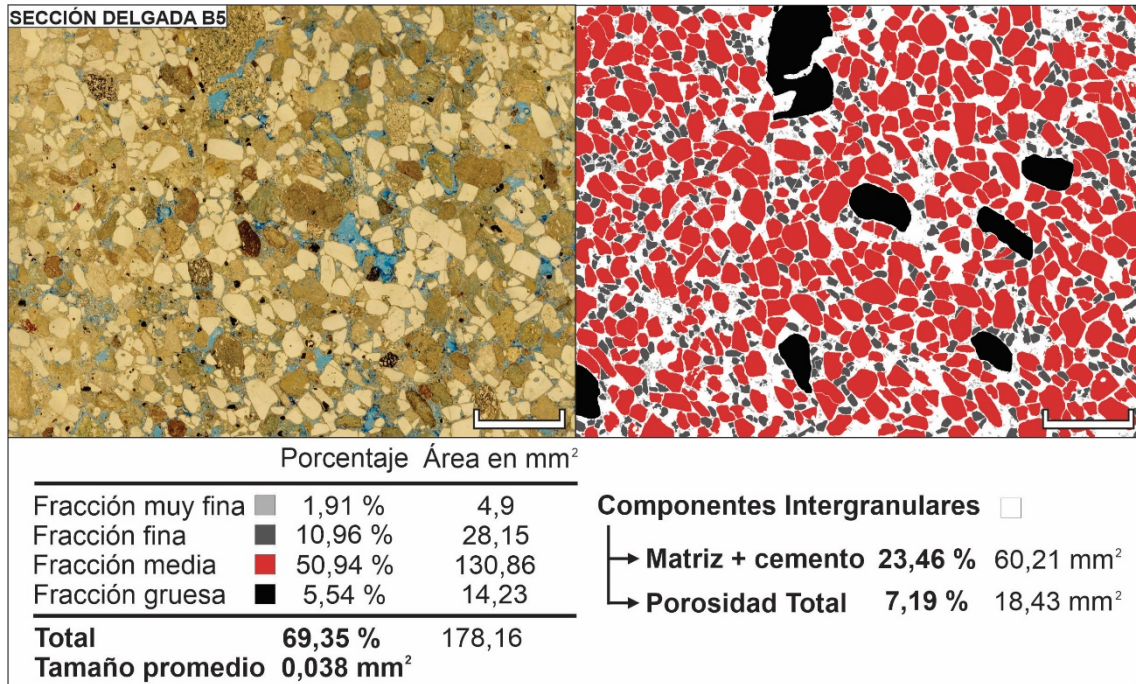 SECCIÓN DELGADA B5
Porcentaje Área en mm²
Fracción muy fina 1,91 % 4,9
Fracción fina 10,96 % 28,15
Fracción media 50,94 % 130,86
Fracción gruesa 5,54 % 14,23
Total 69,35 % 178,16
Tamaño promedio 0,038 mm²
Componentes Intergranulares
Matriz + cemento 23,46 % 60,21 mm²
Porosidad Total 7,19 % 18,43 mm²